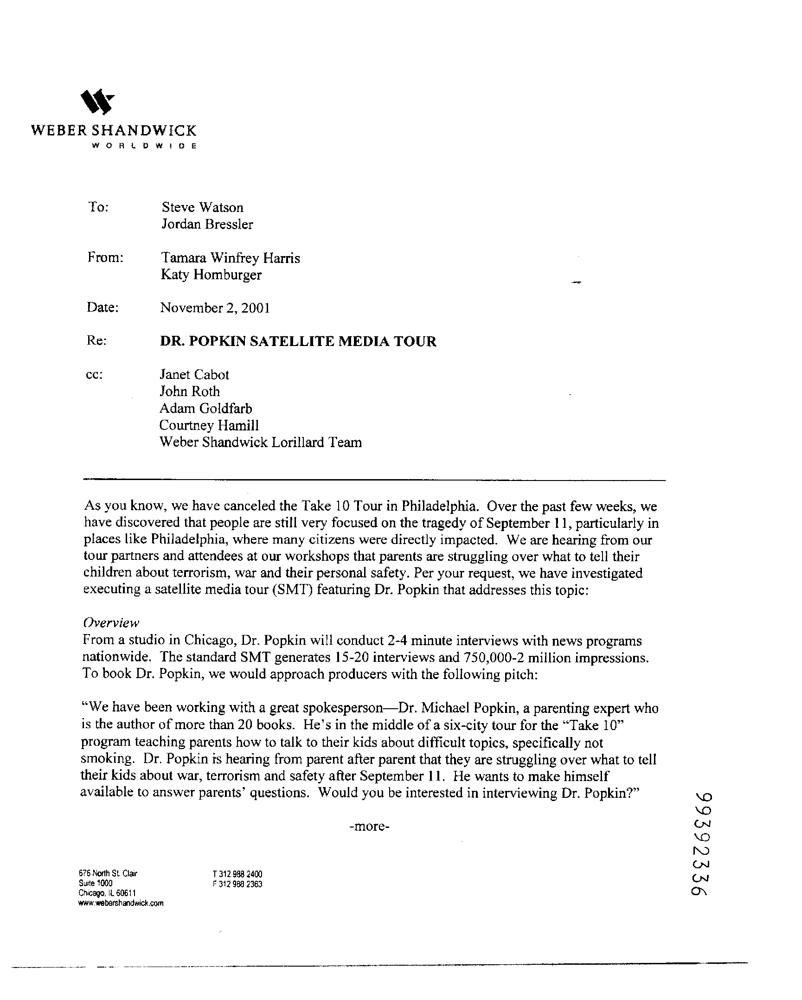 WEBER SHANDWICK
WORLDWIDE
To: Steve Watson
Jordan Bressler
From: Tamara Winfrey Harris
Katy Homburger
Date: November 2, 2001
Re: DR. POPKIN SATELLITE MEDIA TOUR
cc: Janet Cabot
John Roth
Adam Goldfarb
Courtney Hamill
Weber Shandwick Lorillard Team
As you know, we have canceled the Take 10 Tour in Philadelphia. Over the past few weeks, we
have discovered that people are still very focused on the tragedy of September 11, particularly in
places like Philadelphia, where many citizens were directly impacted. We are hearing from our
tour partners and attendees at our workshops that parents are struggling over what to tell their
children about terrorism, war and their personal safety. Per your request, we have investigated
executing a satellite media tour (SMT) featuring Dr. Popkin that addresses this topic:
Overview
From a studio in Chicago, Dr. Popkin will conduct 2-4 minute interviews with news programs
nationwide. The standard SMT generates 15-20 interviews and 750,000-2 million impressions.
To book Dr. Popkin, we would approach producers with the following pitch:
“We have been working with a great spokesperson—Dr. Michael Popkin, a parenting expert who
is the author of more than 20 books. He’s in the middle of a six-city tour for the “Take 10”
program teaching parents how to talk to their kids about difficult topics, specifically not
smoking. Dr. Popkin is hearing from parent after parent that they are struggling over what to tell
their kids about war, terrorism and safety after September 11. He wants to make himself
available to answer parents’ questions. Would you be interested in interviewing Dr. Popkin?”
-more-
676 North St. Clair T 312 988 2400
Suite 1000 F 312 988 2363
Chicago, IL 60611
www.webershandwick.com
99392336